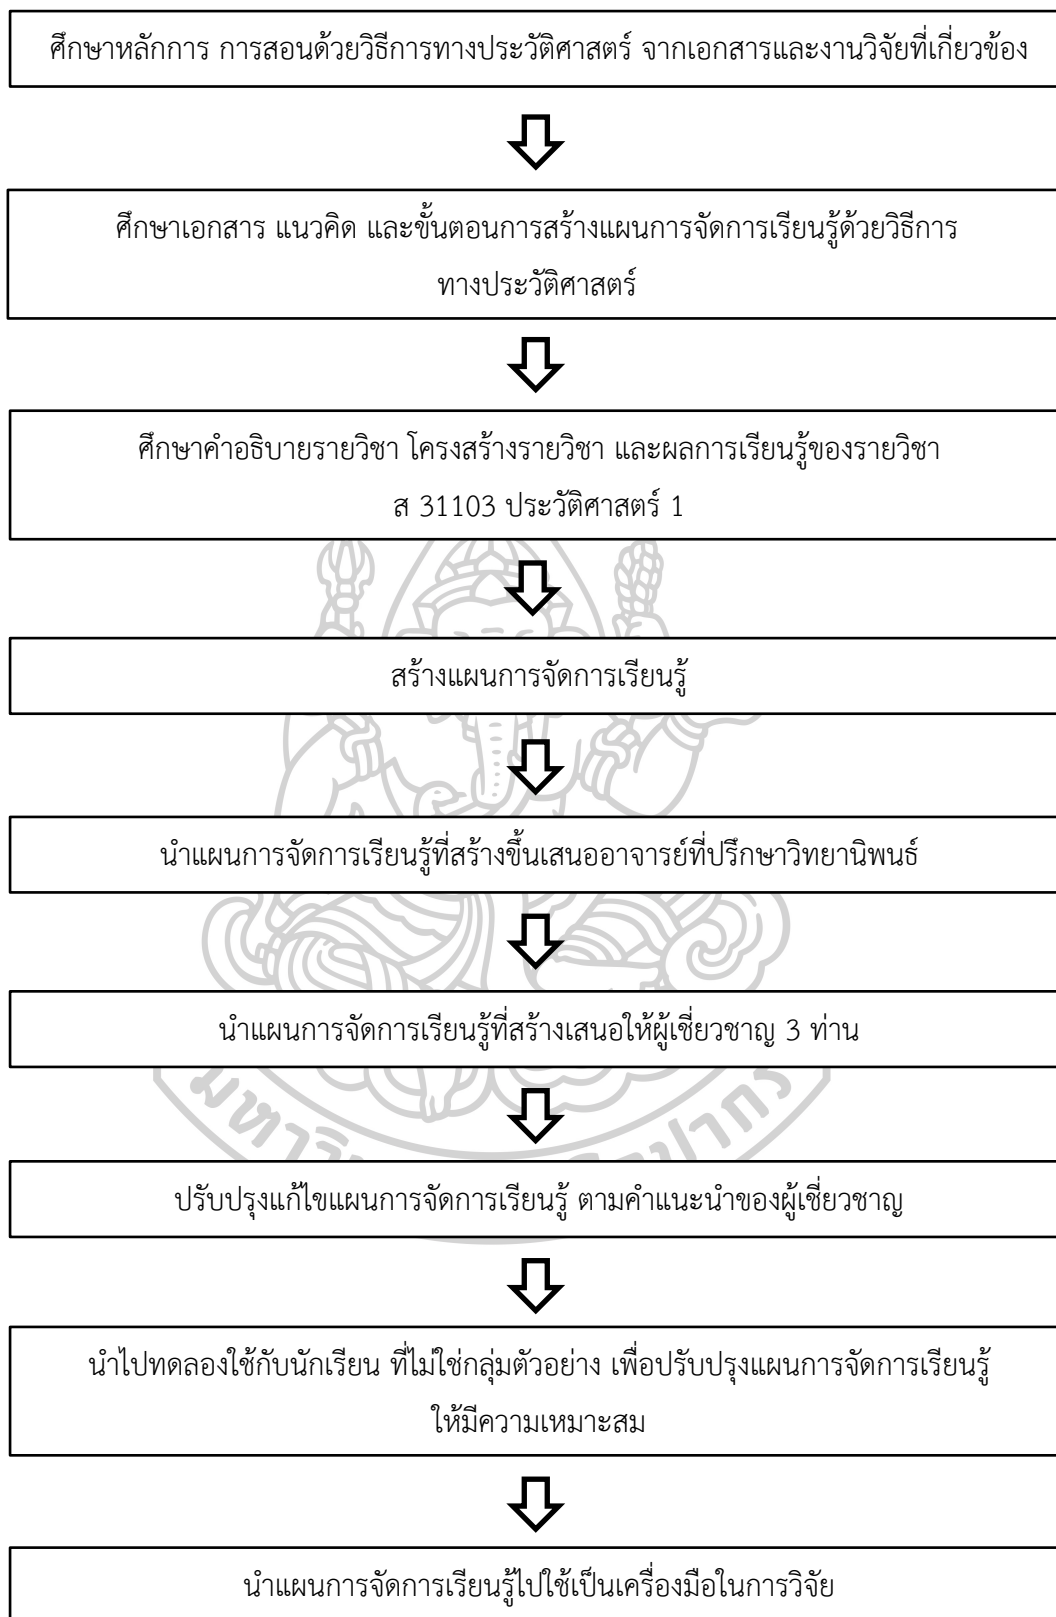 ศึกษาหลักการ การสอนด้วยวิธีการทางประวัติศาสตร์ จากเอกสารและงานวิจัยที่เกี่ยวข้อง
ศึกษาเอกสาร แนวคิด และขั้นตอนการสร้างแผนการจัดการเรียนรู้ด้วยวิธีการ
ทางประวัติศาสตร์
ศึกษาคำอธิบายรายวิชา โครงสร้างรายวิชา และผลการเรียนรู้ของรายวิชา
ส 31103 ประวัติศาสตร์ 1
สร้างแผนการจัดการเรียนรู้
นำแผนการจัดการเรียนรู้ที่สร้างขึ้นเสนออาจารย์ที่ปรึกษาวิทยานิพนธ์
นำแผนการจัดการเรียนรู้ที่สร้างเสนอให้ผู้เชี่ยวชาญ 3 ท่าน
ปรับปรุงแก้ไขแผนการจัดการเรียนรู้ ตามคำแนะนำของผู้เชี่ยวชาญ
นำไปทดลองใช้กับนักเรียน ที่ไม่ใช่กลุ่มตัวอย่าง เพื่อปรับปรุงแผนการจัดการเรียนรู้
ให้มีความเหมาะสม
นำแผนการจัดการเรียนรู้ไปใช้เป็นเครื่องมือในการวิจัย